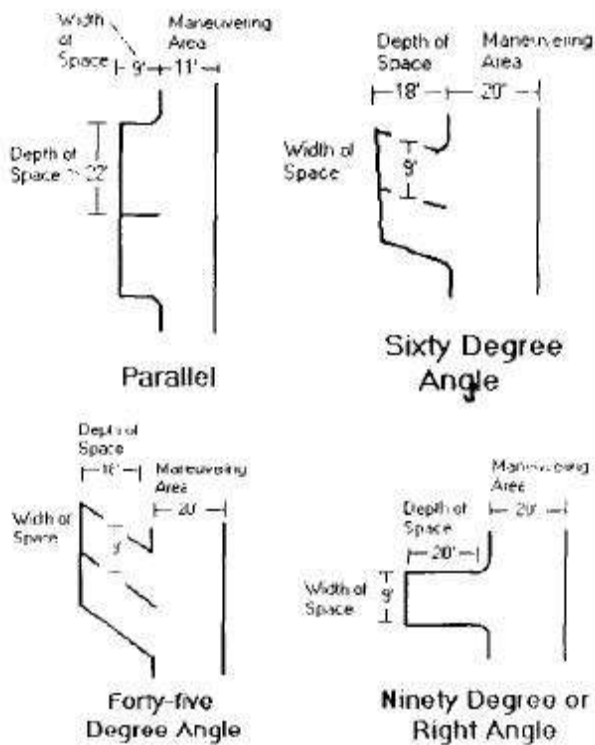 Width
of
Space
Maneuvering
Area
9'
11'
Depth of
Space
22'
Parallel
Depth of
Space
Maneuvering
Area
18'
20'
Width of
Space
9'
Sixty Degree
Angle
Depth of
Space
Maneuvering
Area
20'
Width of
Space
9'
Forty-five
Degree Angle
Maneuvering
Area
20'
Depth of
Space
20'
Width of
Space
9'
Ninety Degree or
Right Angle